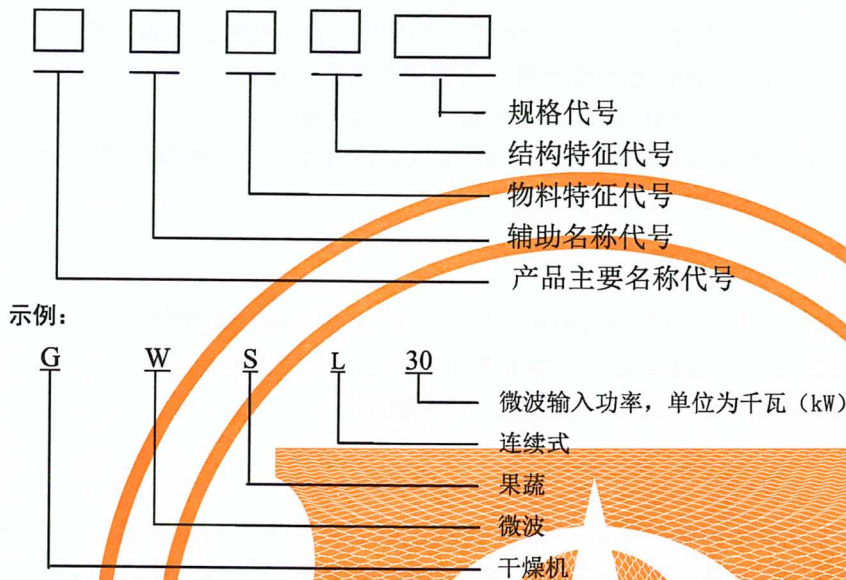 规格代号
结构特征代号
物料特征代号
辅助名称代号
产品主要名称代号
示例：
G W S L 30
微波输入功率，单位为千瓦（kW）
连续式
果蔬
微波
干燥机